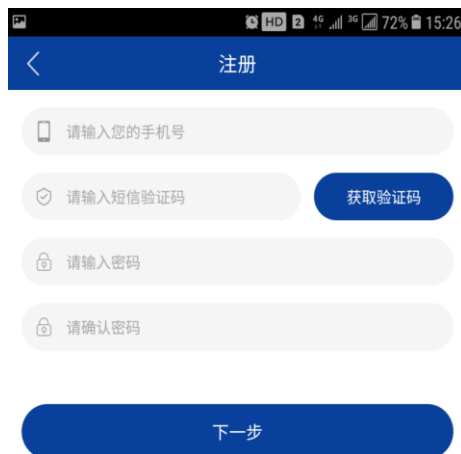 HD 2 4G 3G 72% 15:26
注册
请输入您的手机号
请输入短信验证码 获取验证码
请输入密码
请确认密码
下一步